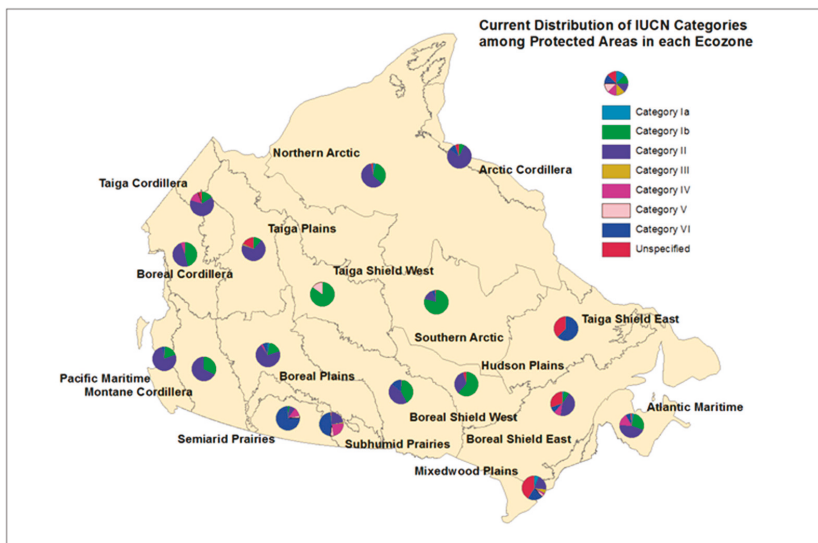 Current Distribution of IUCN Categories
among Protected Areas in each Ecozone
Category Ia
Category Ib
Category II
Category III
Category IV
Category V
Category VI
Unspecified
Northern Arctic
Arctic Cordillera
Taiga Cordillera
Taiga Plains
Boreal Cordillera
Taiga Shield West
Taiga Shield East
Southern Arctic
Hudson Plains
Pacific Maritime
Montane Cordillera
Boreal Plains
Boreal Shield West
Atlantic Maritime
Semiarid Prairies
Subhumid Prairies
Boreal Shield East
Mixedwood Plains